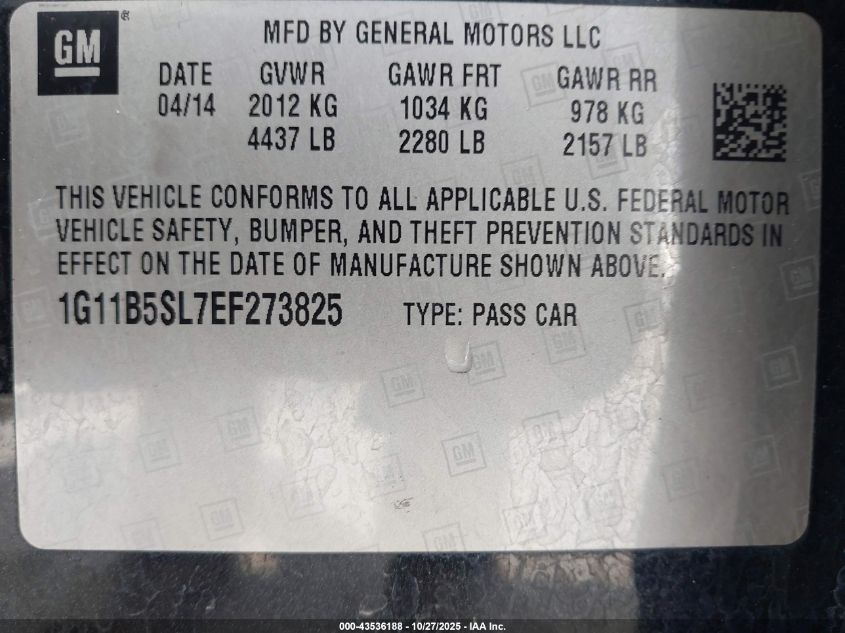 GM ®
MFD BY GENERAL MOTORS LLC
DATE GVWR GAWR FRT GAWR RR
04/14 2012 KG 1034 KG 978 KG
4437 LB 2280 LB 2157 LB
THIS VEHICLE CONFORMS TO ALL APPLICABLE U.S. FEDERAL MOTOR
VEHICLE SAFETY, BUMPER, AND THEFT PREVENTION STANDARDS IN
EFFECT ON THE DATE OF MANUFACTURE SHOWN ABOVE.
1G11B5SL7EF273825 TYPE: PASS CAR
000-43536188 - 10/27/2025 - IAA Inc.